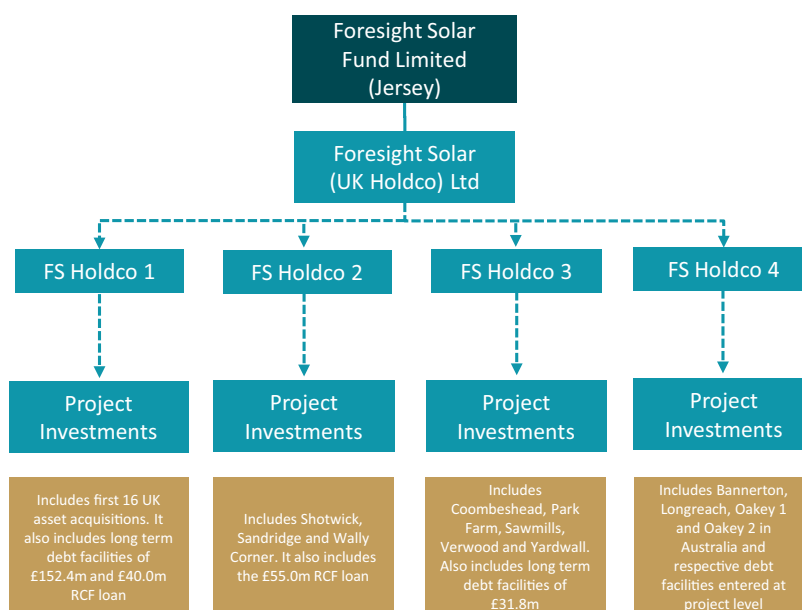 Foresight Solar
Fund Limited
(Jersey)
Foresight Solar
(UK Holdco) Ltd
FS Holdco 1
FS Holdco 2
FS Holdco 3
FS Holdco 4
Project
Investments
Project
Investments
Project
Investments
Project
Investments
Includes first 16 UK
asset acquisitions. It
also includes long term
debt facilities of
£152.4m and £40.0m
RCF loan
Includes Shotwick,
Sandridge and Wally
Corner. It also includes
the £55.0m RCF loan
Includes
Coombeshead, Park
Farm, Sawmills,
Verwood and Yardwall.
Also includes long term
debt facilities of
£31.8m
Includes Bannerton,
Longreach, Oakey 1
and Oakey 2 in
Australia and
respective debt
facilities entered at
project level